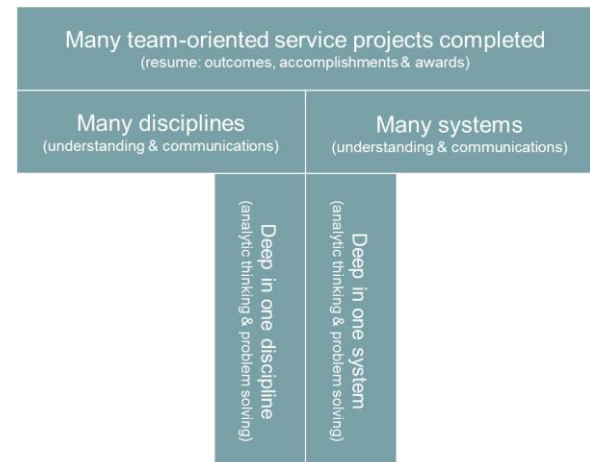 Many team-oriented service projects completed
(resume: outcomes, accomplishments & awards)
Many disciplines
(understanding & communications)
Many systems
(understanding & communications)
Deep in one discipline
(analytic thinking & problem solving)
Deep in one system
(analytic thinking & problem solving)